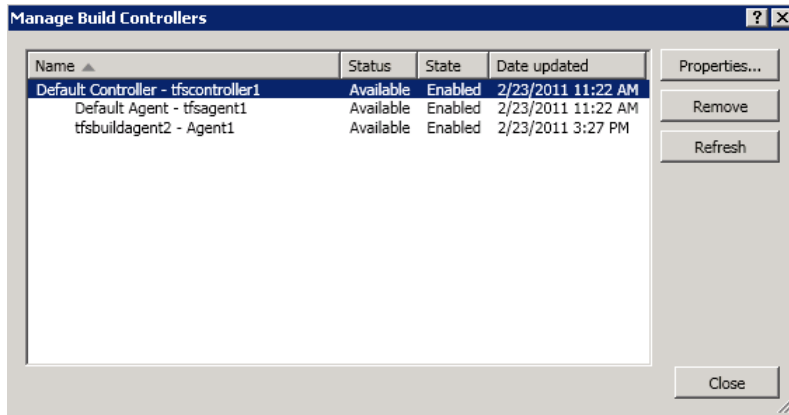 Manage Build Controllers
Name Status State Date updated
Default Controller - tfscontroller1 Available Enabled 2/23/2011 11:22 AM
Default Agent - tfsagent1 Available Enabled 2/23/2011 11:22 AM
tfsbuildagent2 - Agent1 Available Enabled 2/23/2011 3:27 PM
Properties...
Remove
Refresh
Close